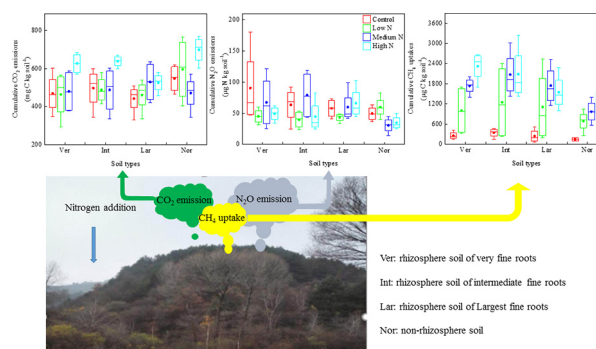 Cumulative CO2 emissions
(mg C kg-1 soil)
800
600
400
200
Ver Int Lar Nor
Soil types
Cumulative N2O emissions
(μg N kg-1 soil)
200
150
100
50
0
Control
Low N
Medium N
High N
Ver Int Lar Nor
Soil types
Cumulative CH4 uptakes
(μg C kg-1 soil)
3600
3000
2400
1800
1200
600
0
Ver Int Lar Nor
Soil types
Nitrogen addition
CO2 emission
CH4 uptake
N2O emission
Ver: rhizosphere soil of very fine roots
Int: rhizosphere soil of intermediate fine roots
Lar: rhizosphere soil of Largest fine roots
Nor: non-rhizosphere soil